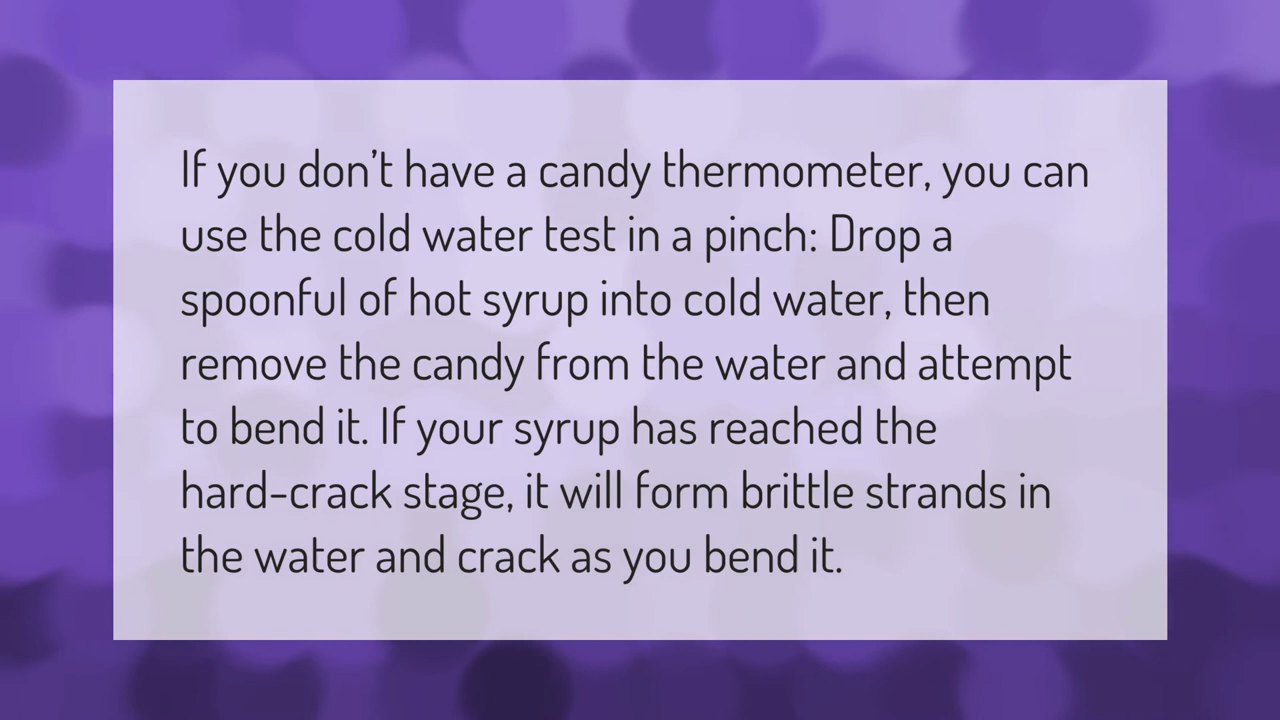 If you don’t have a candy thermometer, you can
use the cold water test in a pinch: Drop a
spoonful of hot syrup into cold water, then
remove the candy from the water and attempt
to bend it. If your syrup has reached the
hard-crack stage, it will form brittle strands in
the water and crack as you bend it.